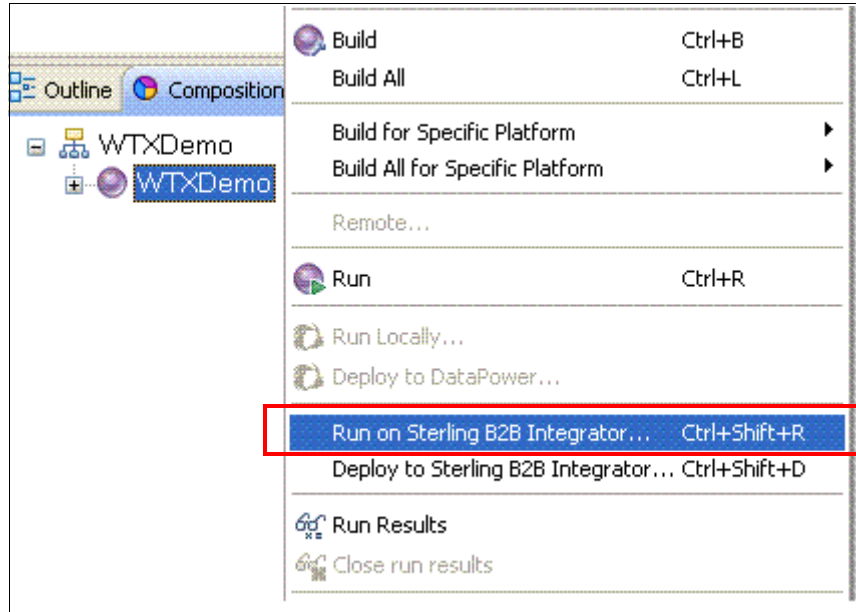 Outline
Composition
WTXDemo
WTXDemo
Build Ctrl+B
Build All Ctrl+L
Build for Specific Platform
Build All for Specific Platform
Remote...
Run Ctrl+R
Run Locally...
Deploy to DataPower...
Run on Sterling B2B Integrator... Ctrl+Shift+R
Deploy to Sterling B2B Integrator... Ctrl+Shift+D
Run Results
Close run results